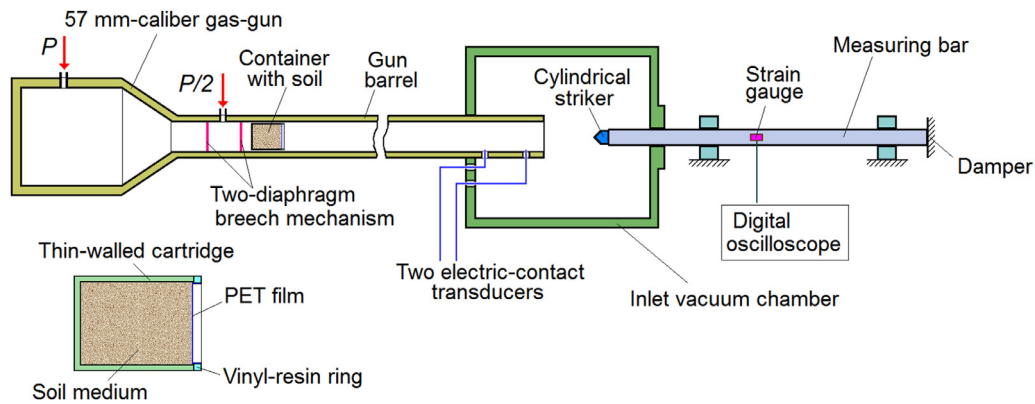 57 mm-caliber gas-gun
P
P/2
Container
with soil
Gun
barrel
Cylindrical
striker
Strain
gauge
Measuring bar
Damper
Two-diaphragm
breech mechanism
Digital
oscilloscope
Two electric-contact
transducers
Inlet vacuum chamber
Thin-walled cartridge
PET film
Soil medium
Vinyl-resin ring